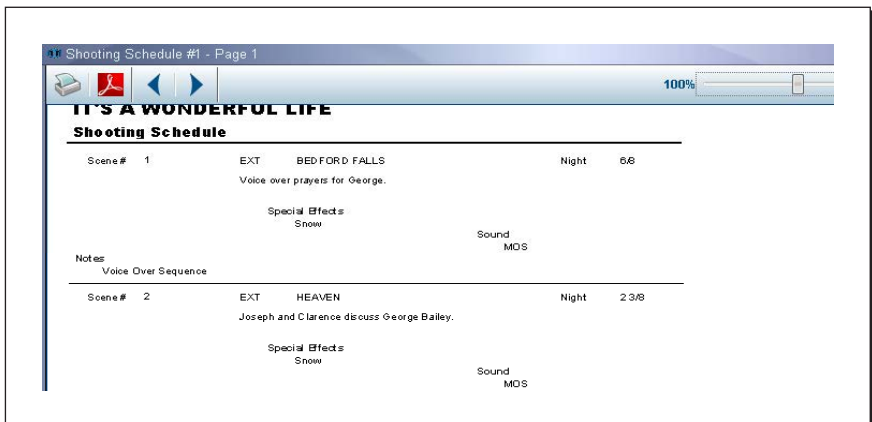 Shooting Schedule #1 - Page 1
100%
IT'S A WONDERFUL LIFE
Shooting Schedule
Scene # 1 EXT BEDFORD FALLS Night 6/8
Voice over prayers for George.
Special Effects
Snow
Sound
MOS
Notes
Voice Over Sequence
Scene # 2 EXT HEAVEN Night 2 3/8
Joseph and Clarence discuss George Bailey.
Special Effects
Snow
Sound
MOS